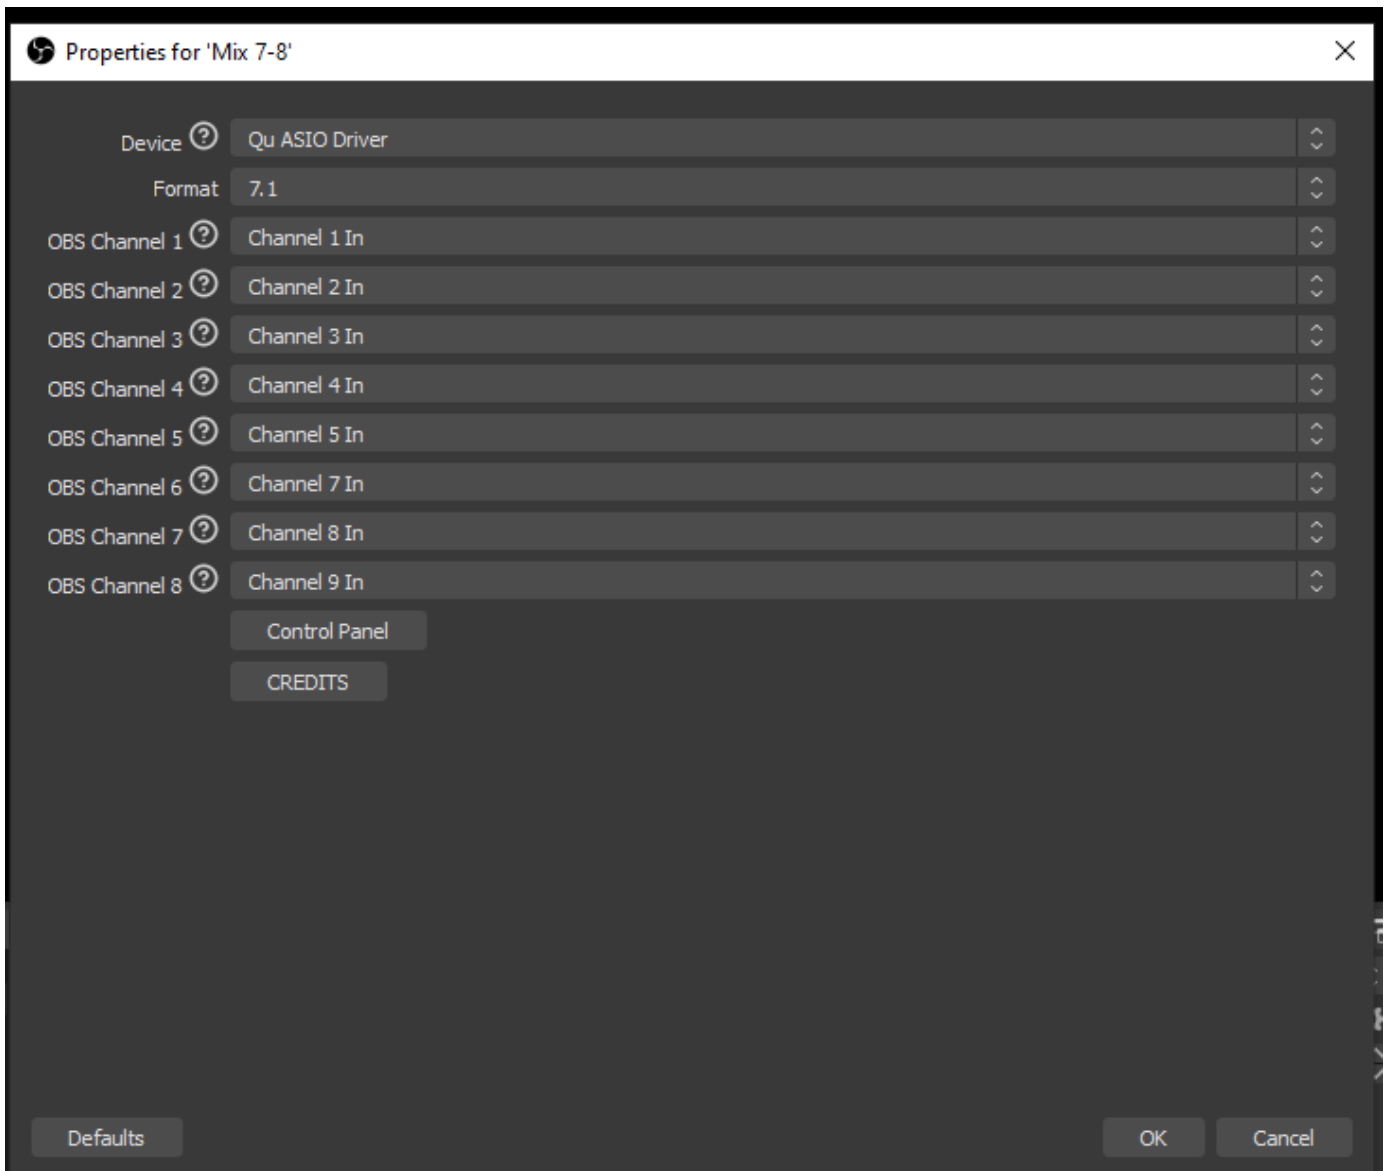 Properties for 'Mix 7-8'
Device ? Qu ASIO Driver
Format 7.1
OBS Channel 1 ? Channel 1 In
OBS Channel 2 ? Channel 2 In
OBS Channel 3 ? Channel 3 In
OBS Channel 4 ? Channel 4 In
OBS Channel 5 ? Channel 5 In
OBS Channel 6 ? Channel 7 In
OBS Channel 7 ? Channel 8 In
OBS Channel 8 ? Channel 9 In
Control Panel
CREDITS
Defaults OK Cancel